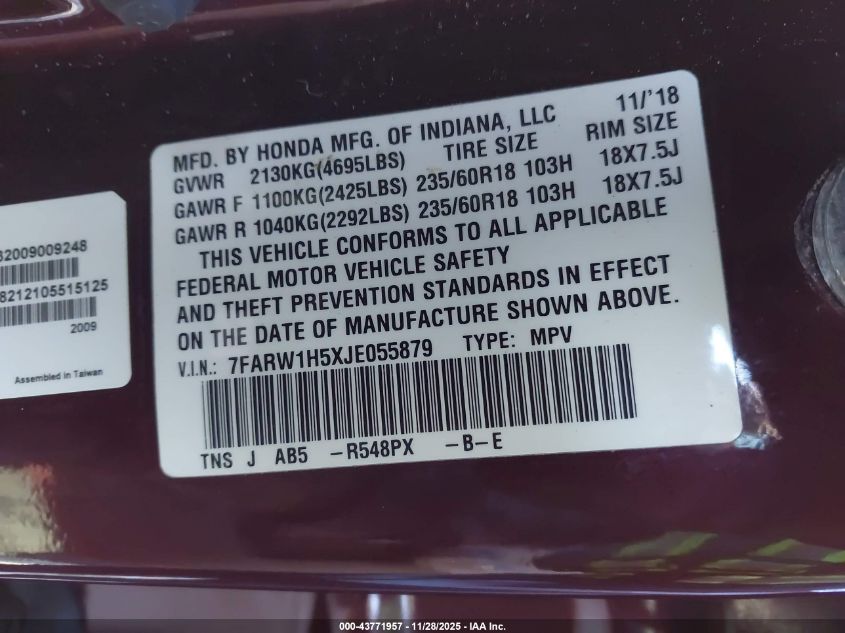 MFD. BY HONDA MFG. OF INDIANA, LLC 11/'18
GVWR 2130KG(4695LBS) TIRE SIZE RIM SIZE
GAWR F 1100KG(2425LBS) 235/60R18 103H 18X7.5J
GAWR R 1040KG(2292LBS) 235/60R18 103H 18X7.5J
THIS VEHICLE CONFORMS TO ALL APPLICABLE
FEDERAL MOTOR VEHICLE SAFETY
AND THEFT PREVENTION STANDARDS IN EFFECT
ON THE DATE OF MANUFACTURE SHOWN ABOVE.
V.I.N.: 7FARW1H5XJE055879 TYPE: MPV
TNS J AB5 -R548PX -B-E
2009009248
8212105515125
2009
Assembled in Taiwan
000-43771957 - 11/28/2025 - IAA Inc.